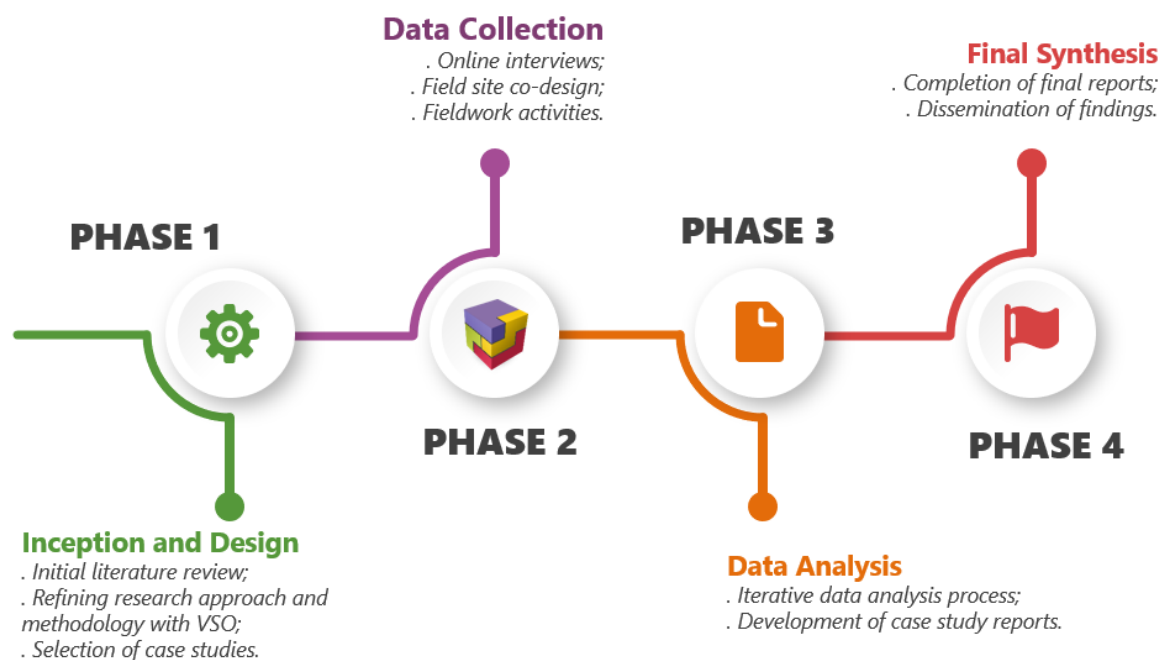 PHASE 1
Inception and Design
. Initial literature review;
. Refining research approach and
methodology with VSO;
. Selection of case studies.
Data Collection
. Online interviews;
. Field site co-design;
. Fieldwork activities.
PHASE 2
PHASE 3
Data Analysis
. Iterative data analysis process;
. Development of case study reports.
Final Synthesis
. Completion of final reports;
. Dissemination of findings.
PHASE 4